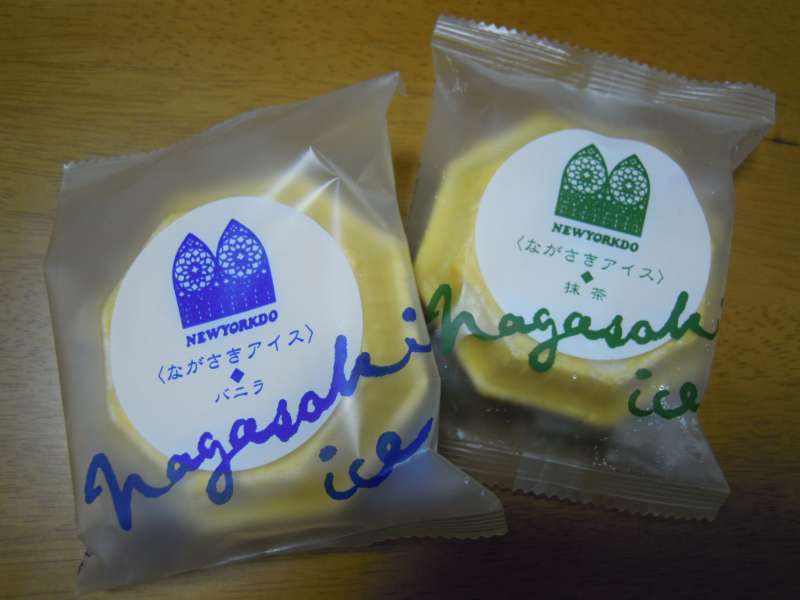 NEWYORKDO
〈ながさきアイス〉
バニラ
nagasaki
ice
NEWYORKDO
〈ながさきアイス〉
抹茶
nagasaki
ice